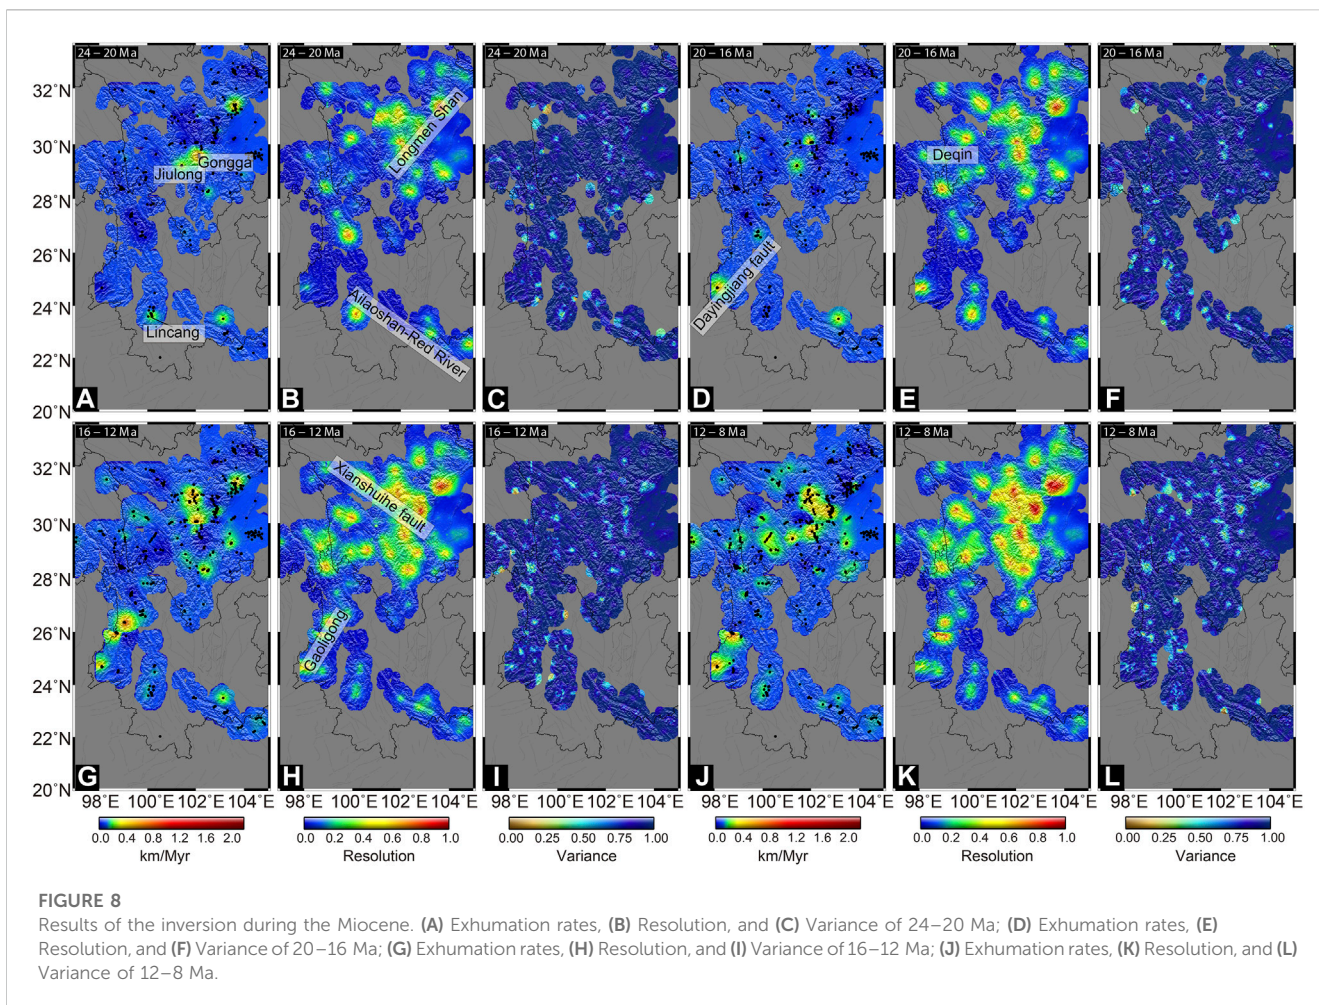 24–20 Ma
24–20 Ma
24–20 Ma
20–16 Ma
20–16 Ma
20–16 Ma
32°N
30°N
28°N
26°N
24°N
22°N
20°N
Gongga
Jiulong
Lincang
Longmen Shan
Ailaoshan-Red River
Dayingjiang fault
Deqin
A
B
C
D
E
F
16–12 Ma
16–12 Ma
16–12 Ma
12–8 Ma
12–8 Ma
12–8 Ma
32°N
30°N
28°N
26°N
24°N
22°N
20°N
Xianshuihe fault
Gaoligong
G
H
I
J
K
L
98°E 100°E 102°E 104°E
98°E 100°E 102°E 104°E
98°E 100°E 102°E 104°E
98°E 100°E 102°E 104°E
98°E 100°E 102°E 104°E
98°E 100°E 102°E 104°E
0.0 0.4 0.8 1.2 1.6 2.0
km/Myr
0.0 0.2 0.4 0.6 0.8 1.0
Resolution
0.00 0.25 0.50 0.75 1.00
Variance
0.0 0.4 0.8 1.2 1.6 2.0
km/Myr
0.0 0.2 0.4 0.6 0.8 1.0
Resolution
0.00 0.25 0.50 0.75 1.00
Variance
FIGURE 8
Results of the inversion during the Miocene. (A) Exhumation rates, (B) Resolution, and (C) Variance of 24–20 Ma; (D) Exhumation rates, (E)
Resolution, and (F) Variance of 20–16 Ma; (G) Exhumation rates, (H) Resolution, and (I) Variance of 16–12 Ma; (J) Exhumation rates, (K) Resolution, and (L)
Variance of 12–8 Ma.